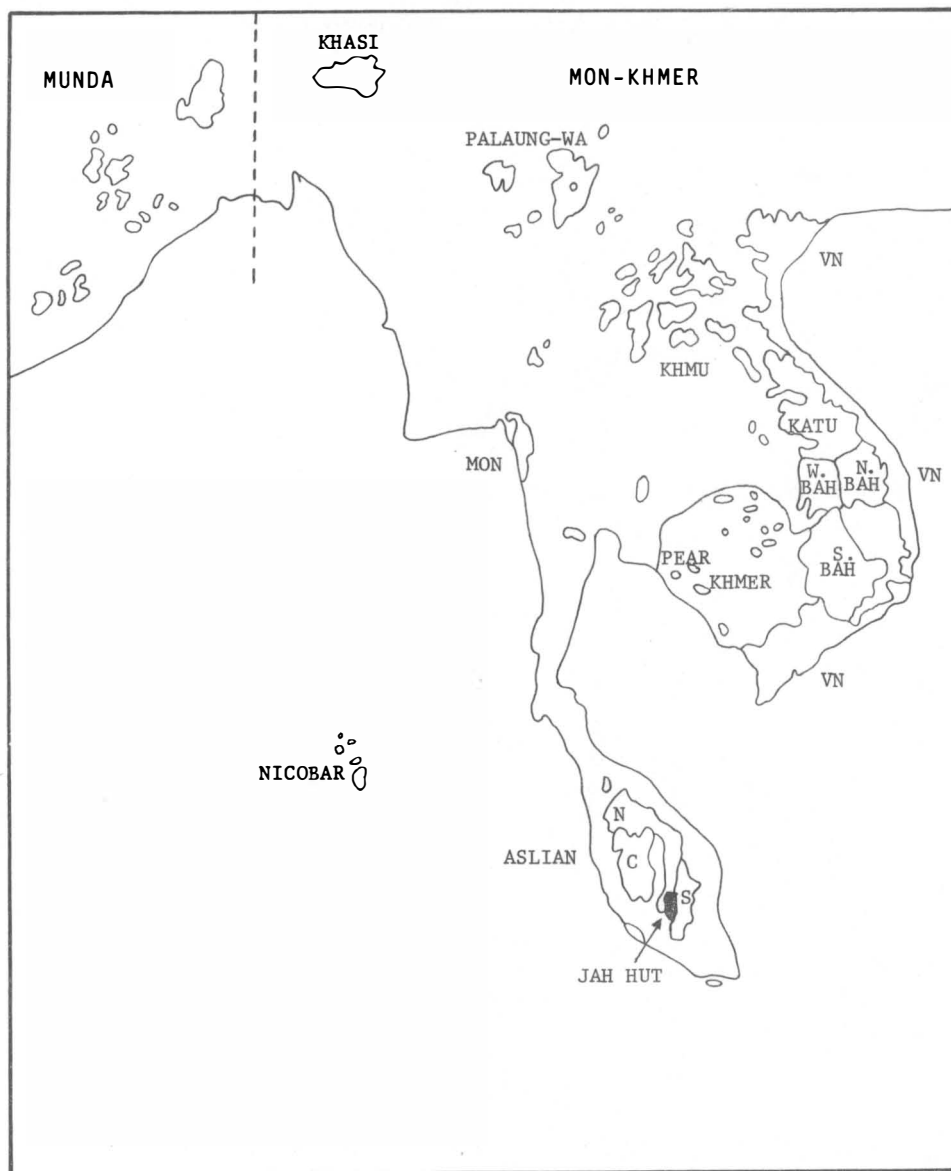 KHASI
MUNDA
MON-KHMER
PALAUNG-WA
VN
KHMU
KATU
MON
W.
BAH
N.
BAH
VN
PEAR
KHMER
S.
BAH
VN
NICOBAR
N
ASLIAN
C
S
JAH HUT